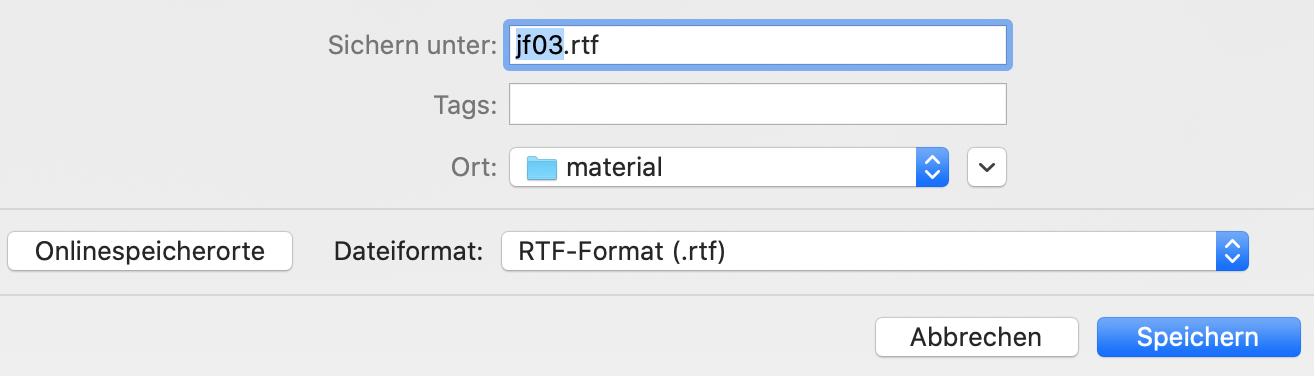 Sichern unter: jf03.rtf
Tags:
Ort: material
Onlinespeicherorte Dateiformat: RTF-Format (.rtf)
Abbrechen Speichern